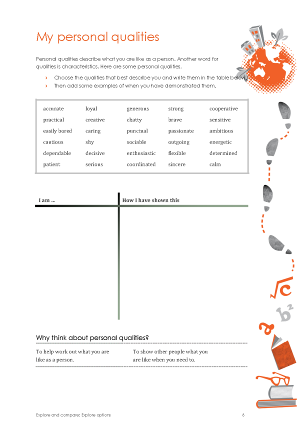 My personal qualities
Personal qualities describe what you are like as a person. Another word for
qualities is characteristics. Here are some personal qualities.
• Choose the qualities that best describe you and write them in the table below,
• then add some examples of when you have demonstrated them.
accurate loyal generous strong cooperative
practical creative chatty brave sensitive
easily bored caring punctual passionate ambitious
cautious shy sociable outgoing energetic
dependable decisive enthusiastic flexible determined
patient serious coordinated sincere calm
I am ... How I have shown this
Why think about personal qualities?
To help work out what you are To show other people what you
like as a person. are like when you need to.
√c
b²
a
Explore and compare: Explore options 6